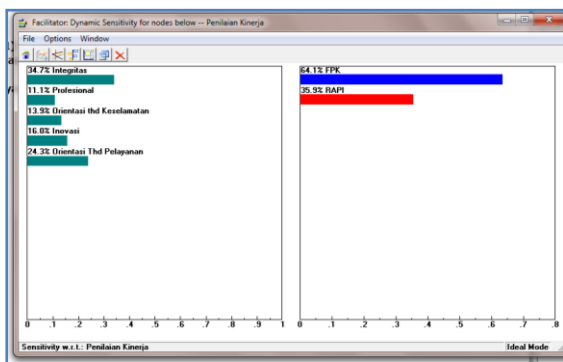 Facilitator: Dynamic Sensitivity for nodes below -- Penilaian Kinerja
File Options Window
34.7% Integritas
11.1% Profesional
13.9% Orientasi thd Keselamatan
16.0% Inovasi
24.3% Orientasi Thd Pelayanan
0 .1 .2 .3 .4 .5 .6 .7 .8 .9 1
64.1% FPK
35.9% RAPI
0 .1 .2 .3 .4 .5 .6 .7 .8
Sensitivity w.r.t.: Penilaian Kinerja
Ideal Mode